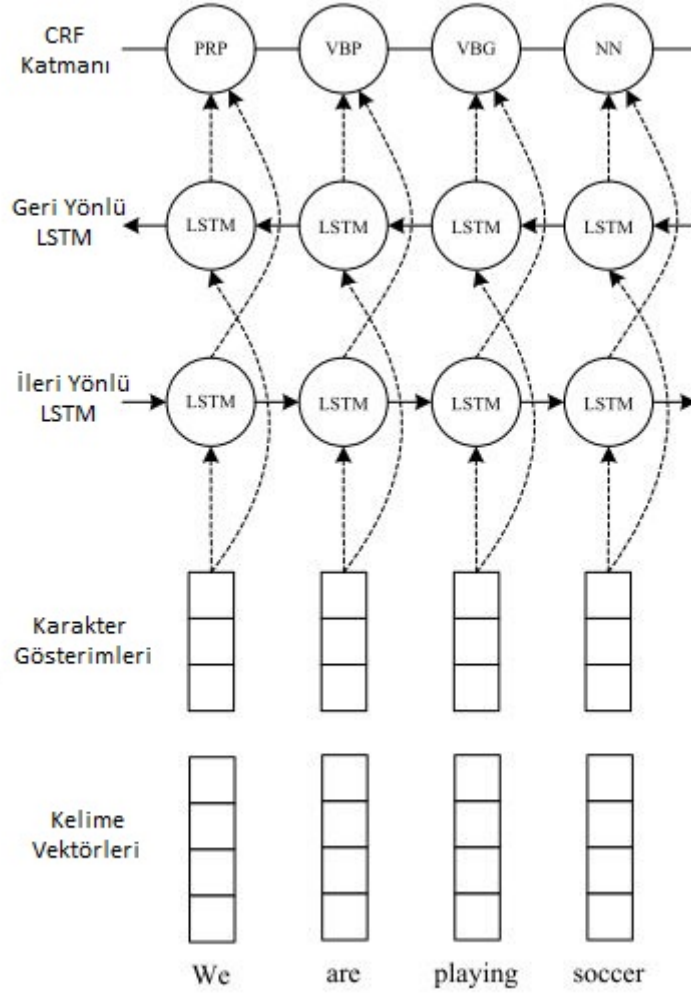 CRF
Katmanı
PRP VBP VBG NN
Geri Yönlü
LSTM
LSTM LSTM LSTM LSTM
İleri Yönlü
LSTM
LSTM LSTM LSTM LSTM
Karakter
Gösterimleri
Kelime
Vektörleri
We are playing soccer